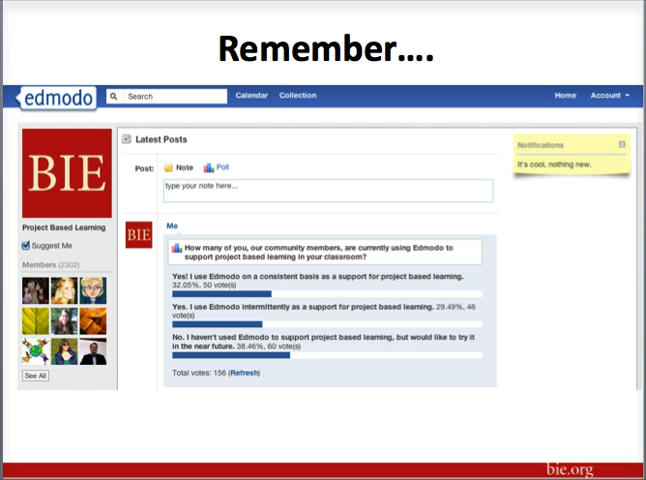 Remember….
edmodo
Search
Calendar
Collection
Home
Account
BIE
Project Based Learning
Suggest Me
Members (2302)
See All
Latest Posts
Post:
Note
Poll
type your note here...
BIE
Me
How many of you, our community members, are currently using Edmodo to
support project based learning in your classroom?
Yes! I use Edmodo on a consistent basis as a support for project based learning.
32.05%, 50 vote(s)
Yes. I use Edmodo intermittently as a support for project based learning. 29.49%, 46
vote(s)
No. I haven't used Edmodo to support project based learning, but would like to try it
in the near future. 38.46%, 60 vote(s)
Total votes: 156 (Refresh)
Notifications
It's cool, nothing new.
bie.org